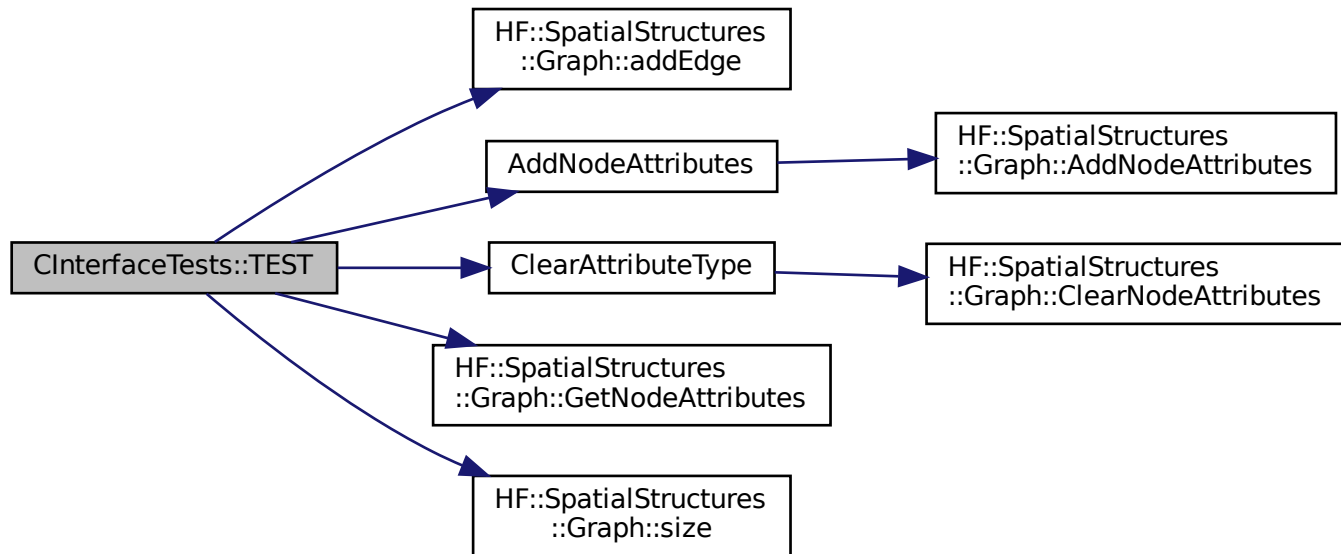 HF::SpatialStructures
::Graph::addEdge
AddNodeAttributes
HF::SpatialStructures
::Graph::AddNodeAttributes
CInterfaceTests::TEST
ClearAttributeType
HF::SpatialStructures
::Graph::ClearNodeAttributes
HF::SpatialStructures
::Graph::GetNodeAttributes
HF::SpatialStructures
::Graph::size